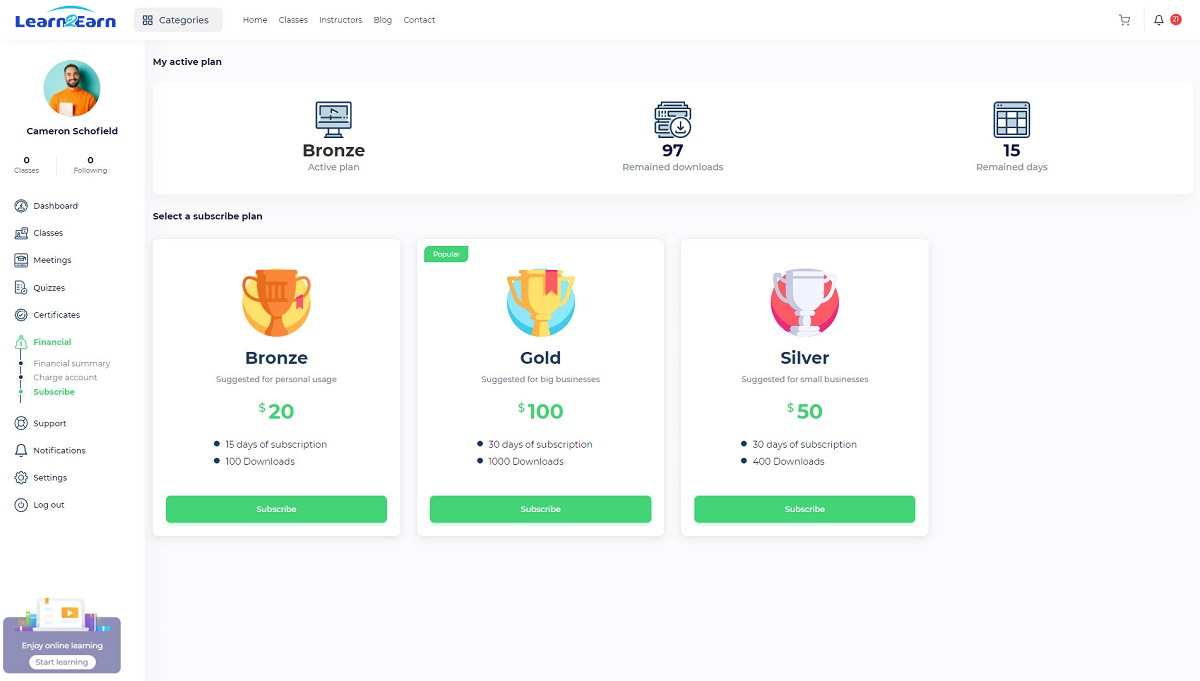 Learn2Earn
Categories
Home
Classes
Instructors
Blog
Contact
21
Cameron Schofield
0
Classes
0
Following
Dashboard
Classes
Meetings
Quizzes
Certificates
Financial
Financial summary
Charge account
Subscribe
Support
Notifications
Settings
Log out
Enjoy online learning
Start learning
My active plan
Bronze
Active plan
97
Remained downloads
15
Remained days
Select a subscribe plan
Bronze
Suggested for personal usage
$20
15 days of subscription
100 Downloads
Subscribe
Popular
Gold
Suggested for big businesses
$100
30 days of subscription
1000 Downloads
Subscribe
Silver
Suggested for small businesses
$50
30 days of subscription
400 Downloads
Subscribe